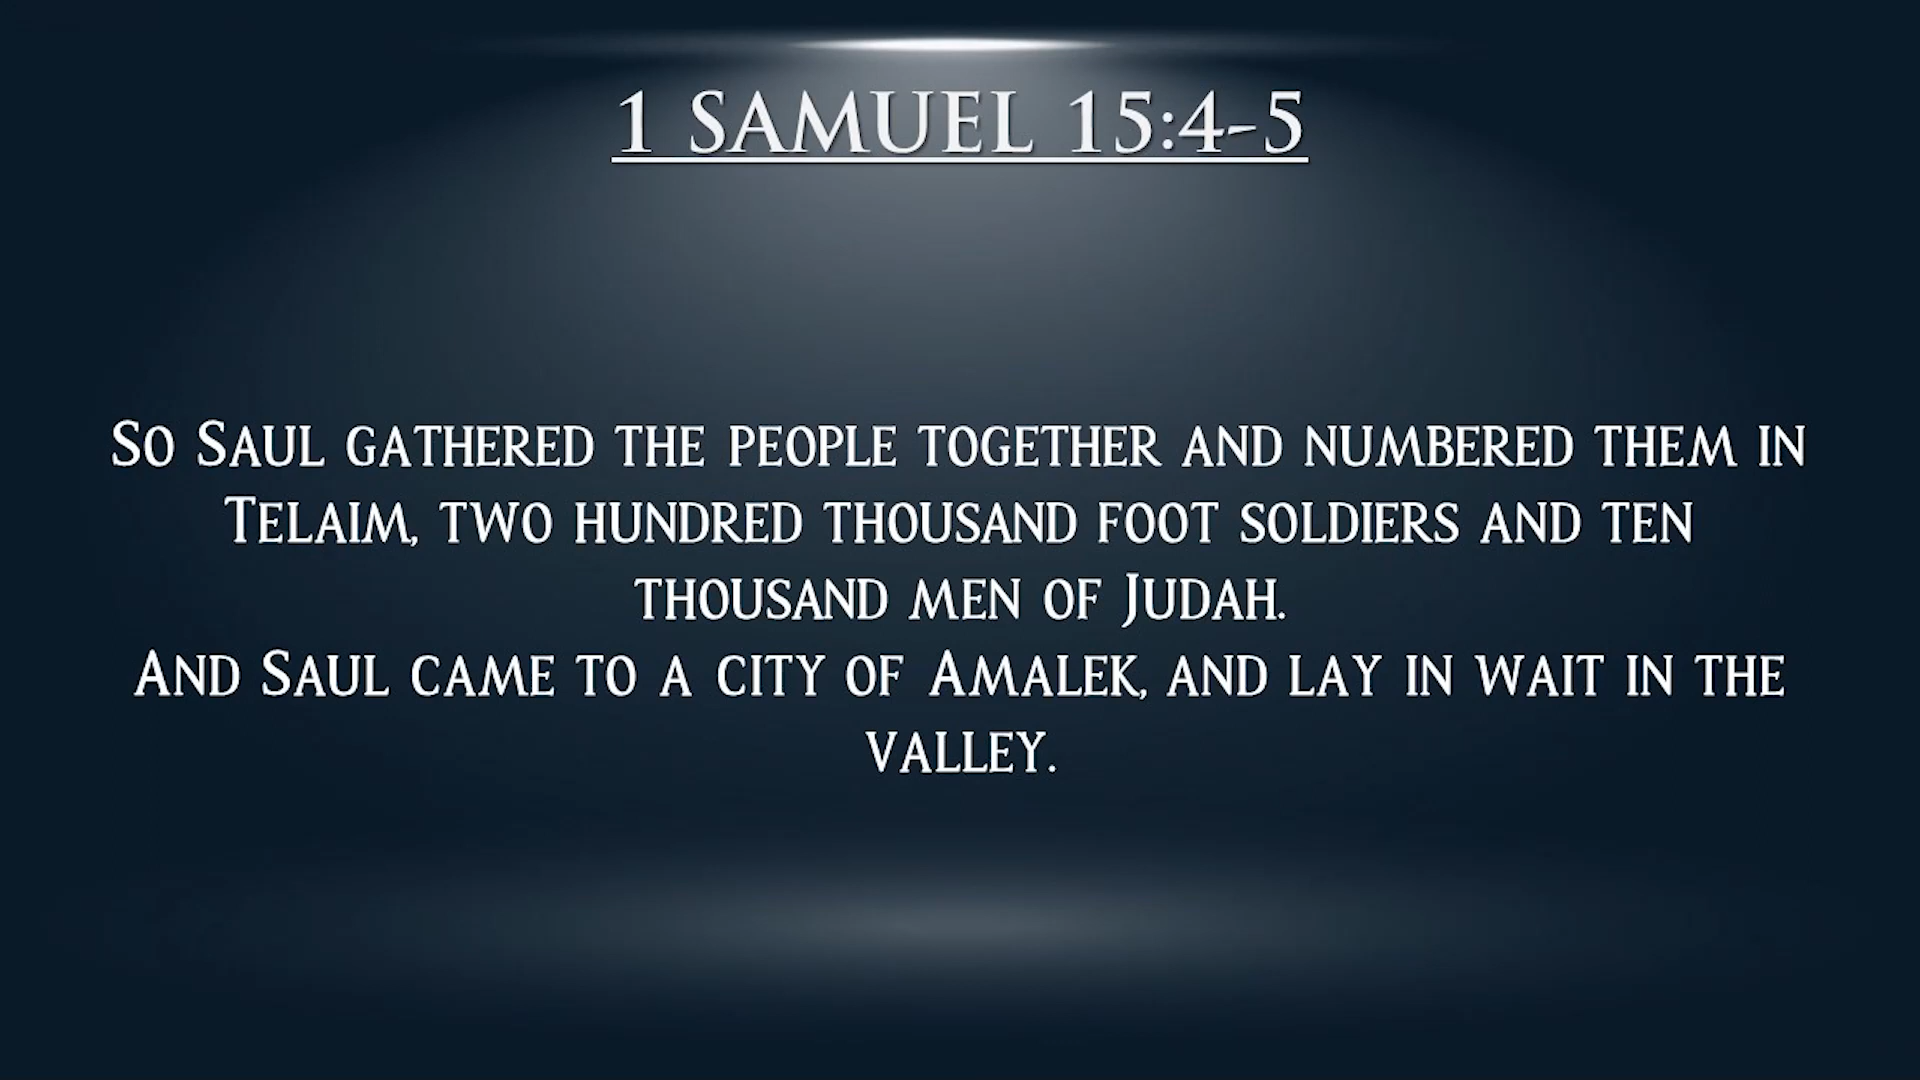 1 SAMUEL 15:4-5
So Saul gathered the people together and numbered them in
Telaim, two hundred thousand foot soldiers and ten
thousand men of Judah.
And Saul came to a city of Amalek, and lay in wait in the
valley.